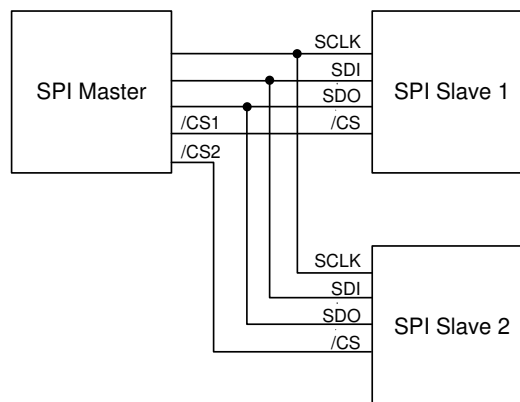 SCLK
SDI
SPI Master
SDO
SPI Slave 1
/CS1
/CS
/CS2
SCLK
SDI
SDO
SPI Slave 2
/CS